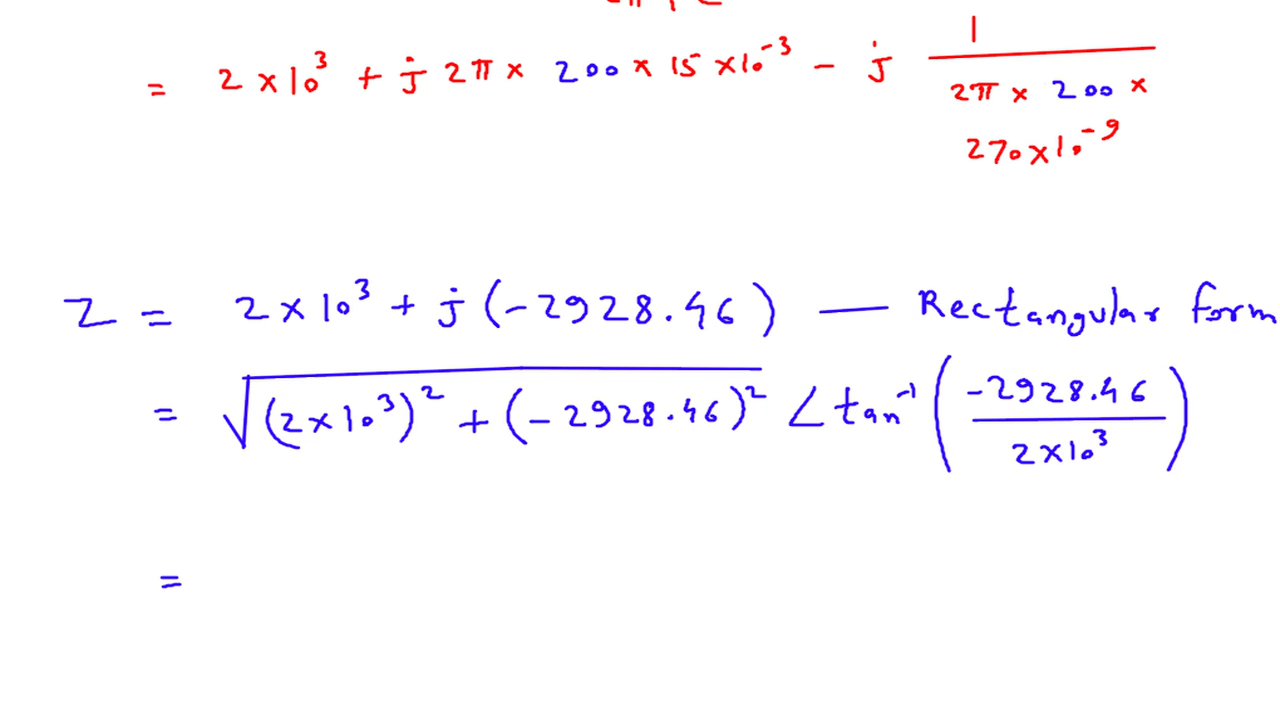 = 2 × 10³ + j 2π × 200 × 15 × 10⁻³ − j 1 / (2π × 200 × 270 × 10⁻⁹)
Z = 2 × 10³ + j (−2928.46) — Rectangular form
= √((2×10³)² + (−2928.46)²) ∠ tan⁻¹ (−2928.46 / 2×10³)
=